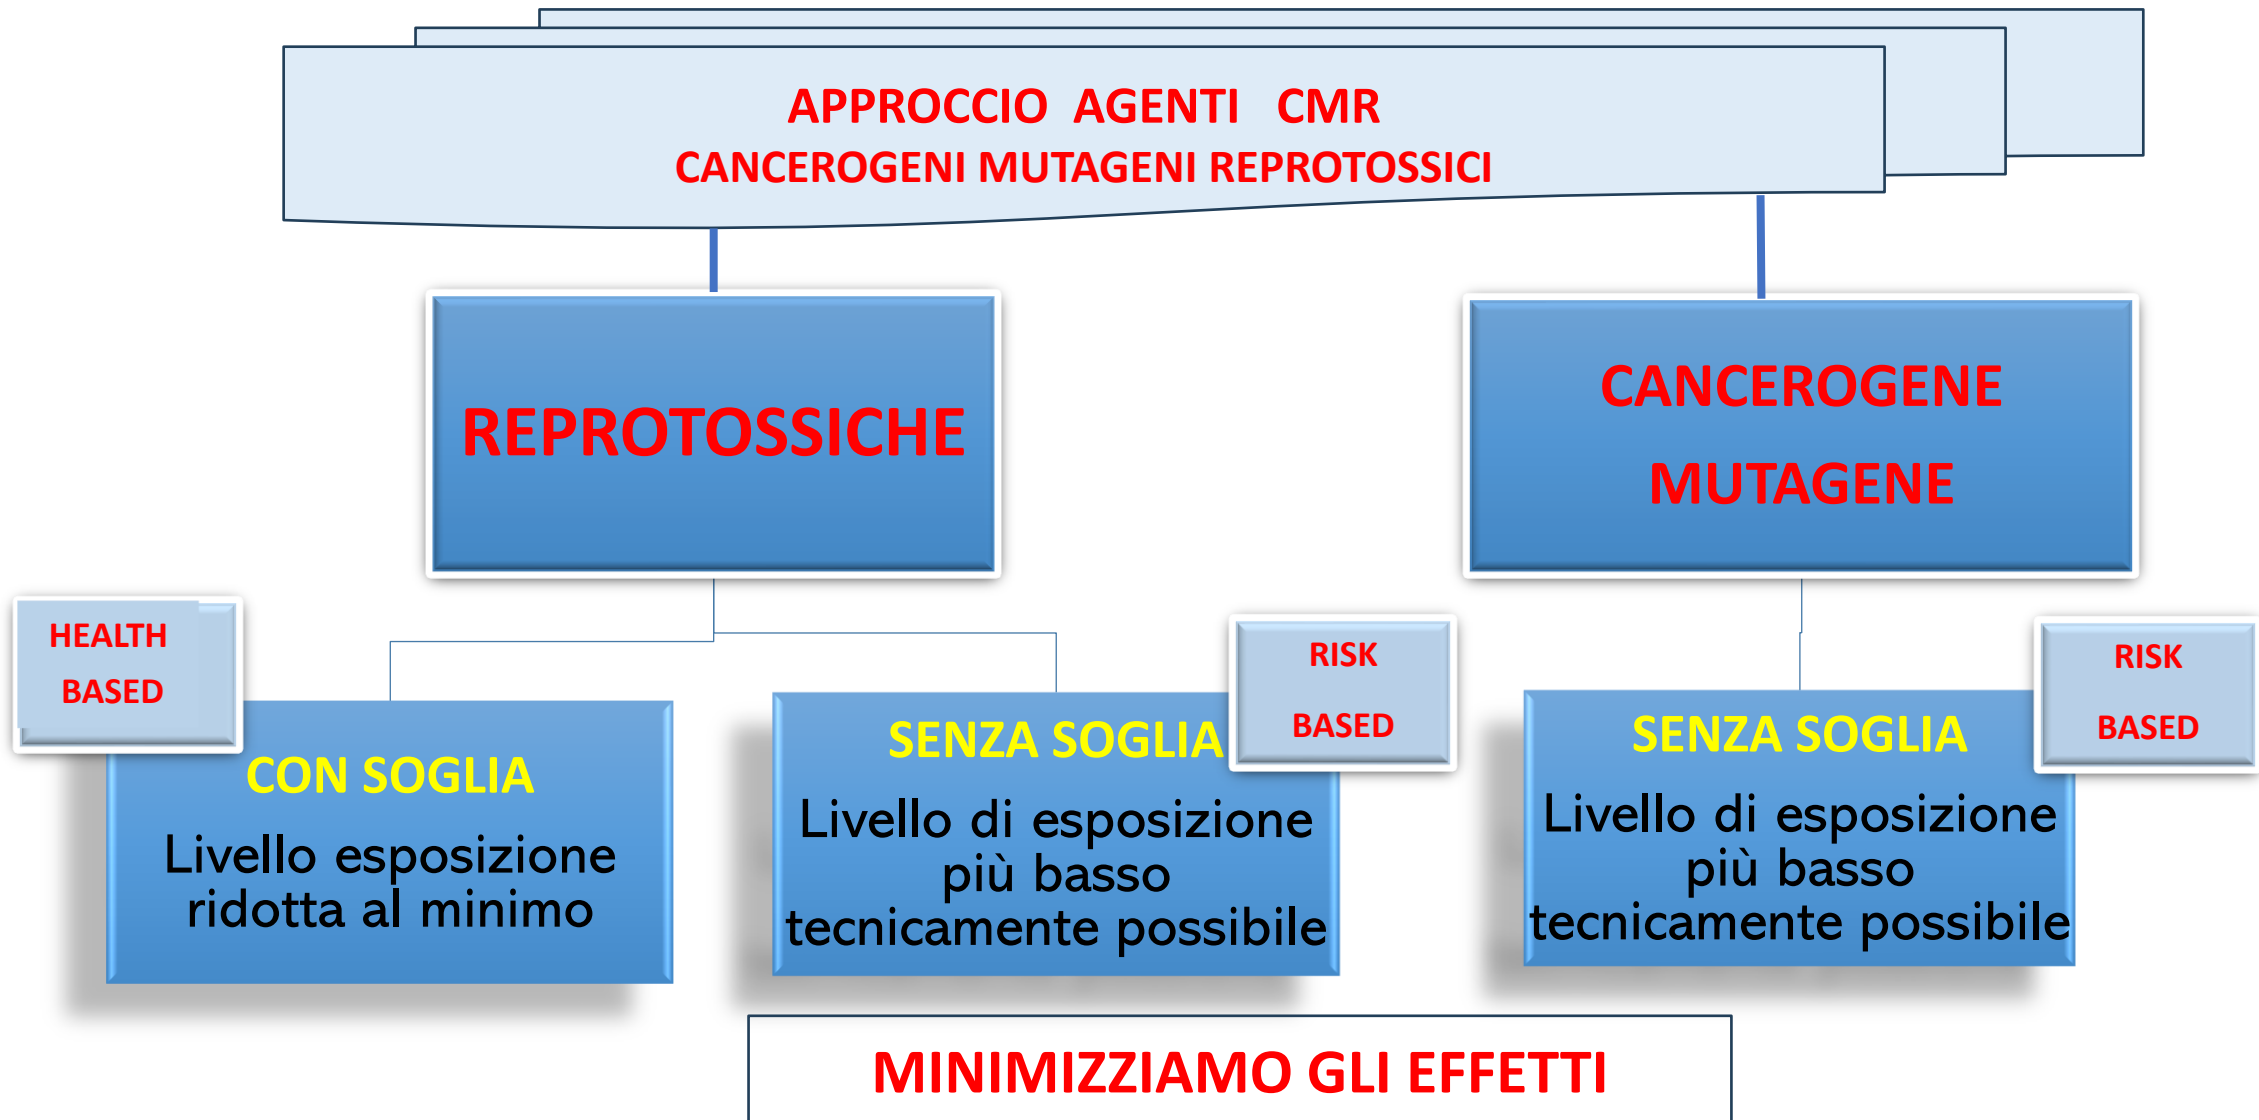 APPROCCIO AGENTI CMR
CANCEROGENI MUTAGENI REPROTOSSICI
REPROTOSSICHE
CANCEROGENE
MUTAGENE
HEALTH
BASED
CON SOGLIA
Livello esposizione
ridotta al minimo
RISK
BASED
SENZA SOGLIA
Livello di esposizione
più basso
tecnicamente possibile
RISK
BASED
SENZA SOGLIA
Livello di esposizione
più basso
tecnicamente possibile
MINIMIZZIAMO GLI EFFETTI